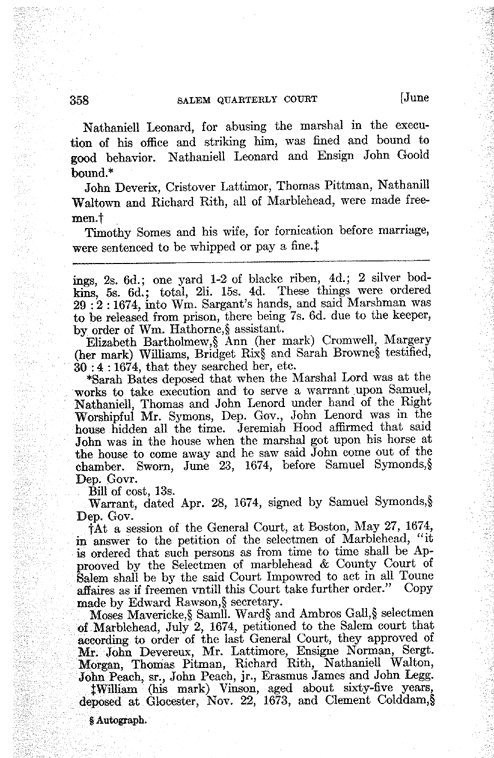 358 SALEM QUARTERLY COURT [June
Nathaniell Leonard, for abusing the marshal in the execu-
tion of his office and striking him, was fined and bound to
good behavior. Nathaniell Leonard and Ensign John Goold
bound.*
John Deverix, Cristover Lattimor, Thomas Pittman, Nathanill
Waltown and Richard Rith, all of Marblehead, were made free-
men.†
Timothy Somes and his wife, for fornication before marriage,
were sentenced to be whipped or pay a fine.‡
ings, 2s. 6d.; one yard 1-2 of blacke riben, 4d.; 2 silver bod-
kins, 5s. 6d.; total, 2li. 15s. 4d. These things were ordered
29 : 2 : 1674, into Wm. Sargant's hands, and said Marshman was
to be released from prison, there being 7s. 6d. due to the keeper,
by order of Wm. Hathorne,§ assistant.
Elizabeth Bartholmew,§ Ann (her mark) Cromwell, Margery
(her mark) Williams, Bridget Rix§ and Sarah Browne§ testified,
30 : 4 : 1674, that they searched her, etc.
*Sarah Bates deposed that when the Marshal Lord was at the
works to take execution and to serve a warrant upon Samuel,
Nathaniell, Thomas and John Lenord under hand of the Right
Worshipful Mr. Symons, Dep. Gov., John Lenord was in the
house hidden all the time. Jeremiah Hood affirmed that said
John was in the house when the marshal got upon his horse at
the house to come away and he saw said John come out of the
chamber. Sworn, June 23, 1674, before Samuel Symonds,§
Dep. Govr.
Bill of cost, 13s.
Warrant, dated Apr. 28, 1674, signed by Samuel Symonds,§
Dep. Gov.
†At a session of the General Court, at Boston, May 27, 1674,
in answer to the petition of the selectmen of Marblehead, "it
is ordered that such persons as from time to time shall be Ap-
prooved by the Selectmen of marblehead & County Court of
Salem shall be by the said Court Impowred to act in all Toune
affaires as if freemen vntill this Court take further order." Copy
made by Edward Rawson,§ secretary.
Moses Mavericke,§ Samll. Ward§ and Ambros Gall,§ selectmen
of Marblehead, July 2, 1674, petitioned to the Salem court that
according to order of the last General Court, they approved of
Mr. John Devereux, Mr. Lattimore, Ensigne Norman, Sergt.
Morgan, Thomas Pitman, Richard Rith, Nathaniell Walton,
John Peach, sr., John Peach, jr., Erasmus James and John Legg.
‡William (his mark) Vinson, aged about sixty-five years,
deposed at Glocester, Nov. 22, 1673, and Clement Colddam,§
§ Autograph.